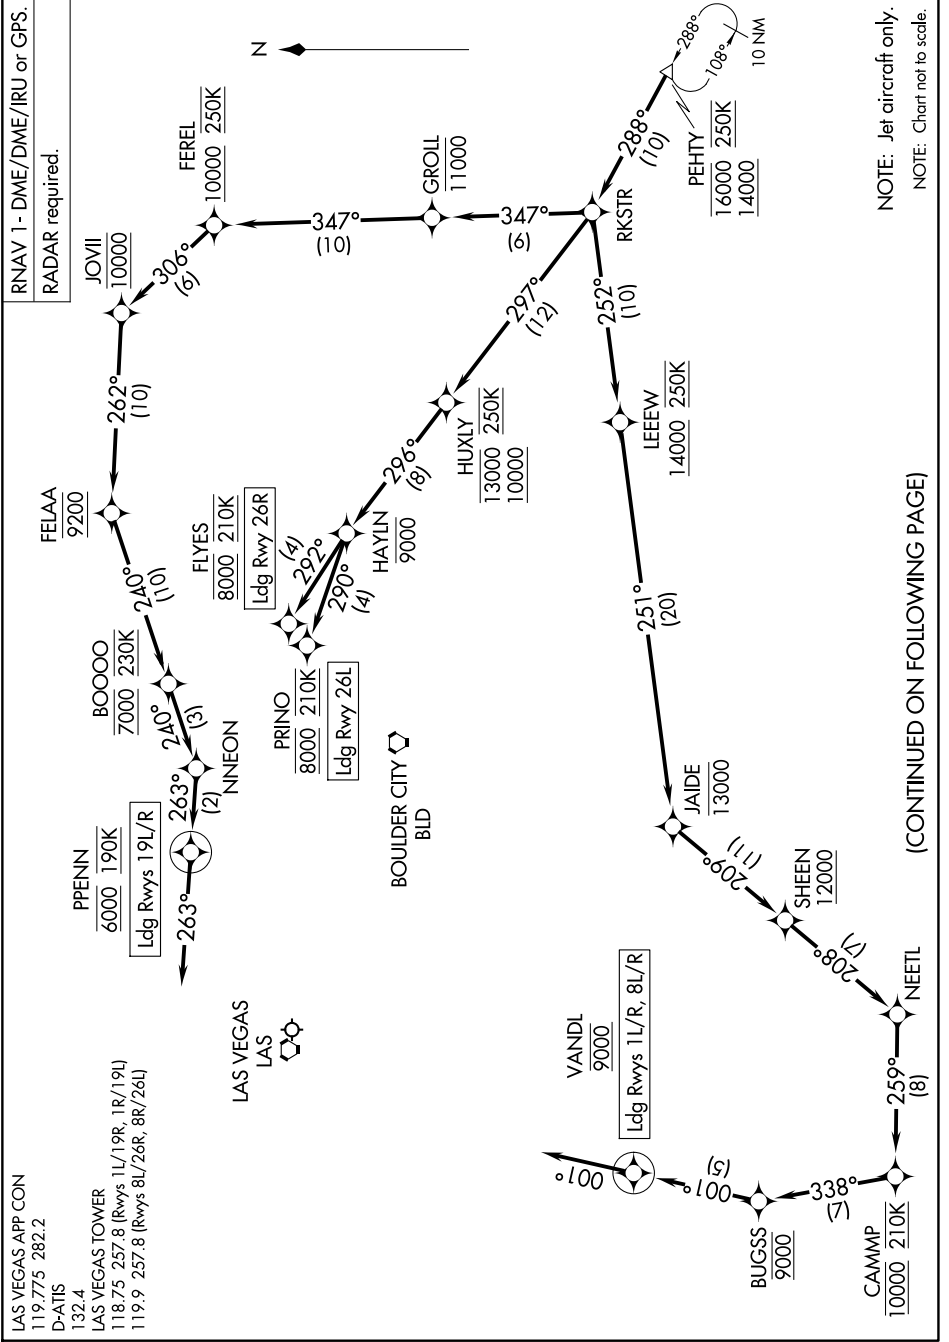 RNAV 1 - DME/DME/IRU or GPS.
RADAR required.
LAS VEGAS APP CON
119.775 282.2
D-ATIS
132.4
LAS VEGAS TOWER
118.75 257.8 (Rwys 1L/19R, 1R/19L)
119.9 257.8 (Rwys 8L/26R, 8R/26L)
N
PPENN
6000 190K
Ldg Rwys 19L/R
263°
263°
(2)
NNEON
240°
(3)
BOOOO
7000 230K
240°
(10)
FELAA
9200
262°
(10)
JOVII
10000
306°
(6)
FEREL
10000 250K
347°
(10)
GROLL
11000
347°
(6)
LAS VEGAS
LAS
FLYES
8000 210K
Ldg Rwy 26R
(4)
292°
290°
(4)
PRINO
8000 210K
Ldg Rwy 26L
HAYLN
9000
296°
(8)
HUXLY
13000 250K
10000
297°
(12)
RKSTR
288°
(10)
PEHTY
16000 250K
14000
288°
108°
10 NM
BOULDER CITY
BLD
252°
(10)
LEEEW
14000 250K
251°
(20)
JAIDE
13000
209°
(11)
SHEEN
12000
208°
(7)
NEETL
259°
(8)
CAMMP
10000 210K
338°
(7)
BUGSS
9000
001°
(5)
VANDL
9000
Ldg Rwys 1L/R, 8L/R
001°
NOTE: Jet aircraft only.
NOTE: Chart not to scale.
(CONTINUED ON FOLLOWING PAGE)